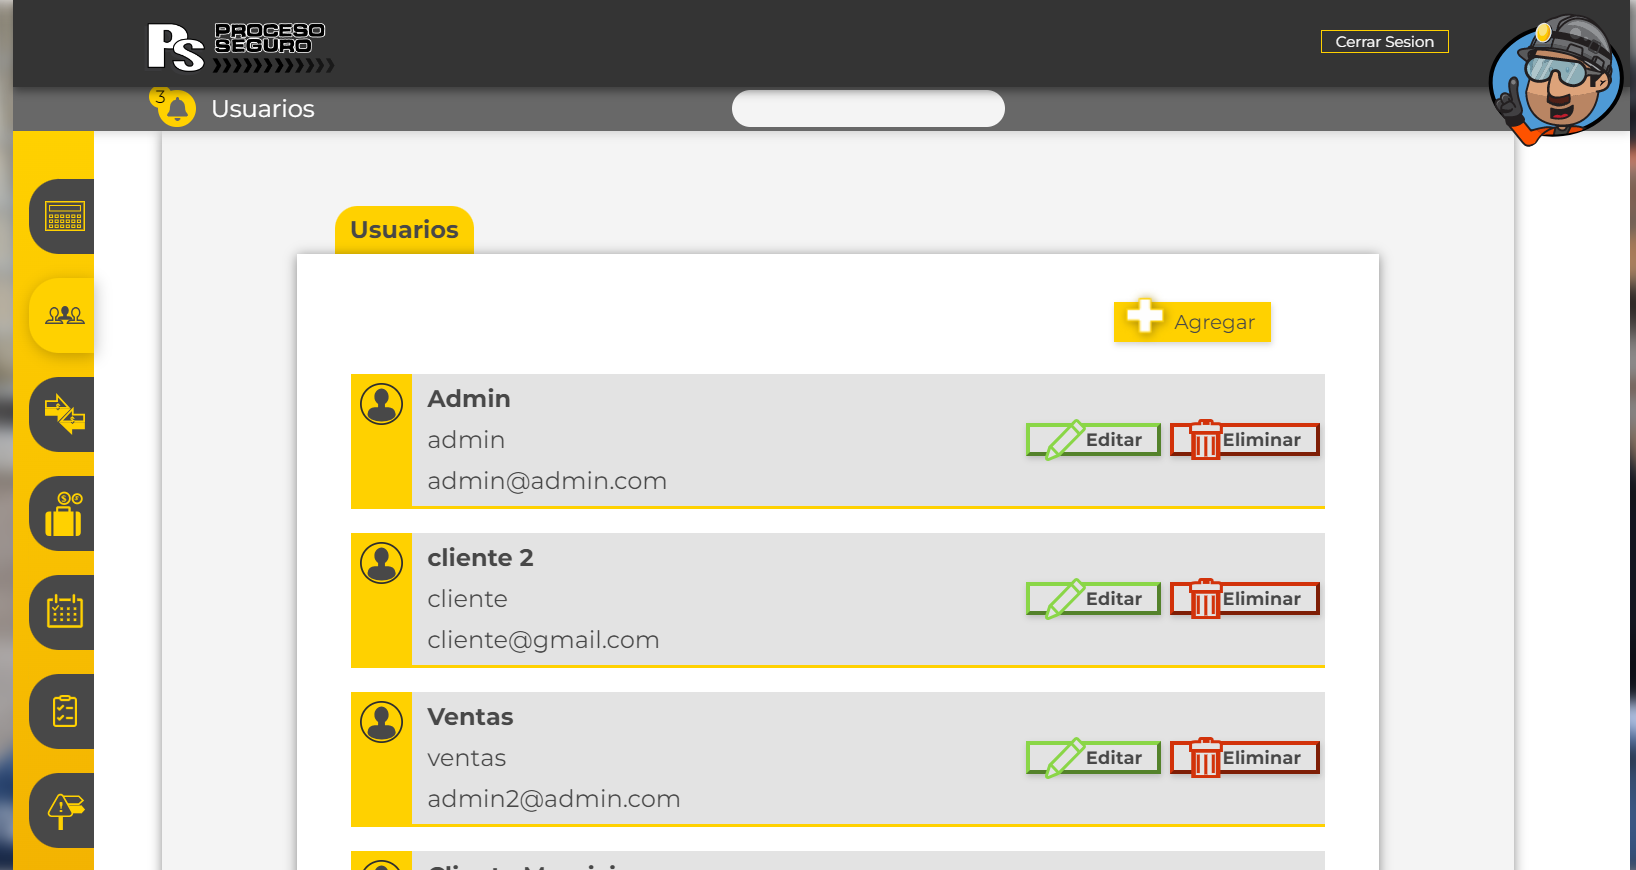 PS PROCESO
SEGURO
Cerrar Sesion
3
Usuarios
Usuarios
Agregar
Admin
admin
admin@admin.com
Editar
Eliminar
cliente 2
cliente
cliente@gmail.com
Editar
Eliminar
Ventas
ventas
admin2@admin.com
Editar
Eliminar